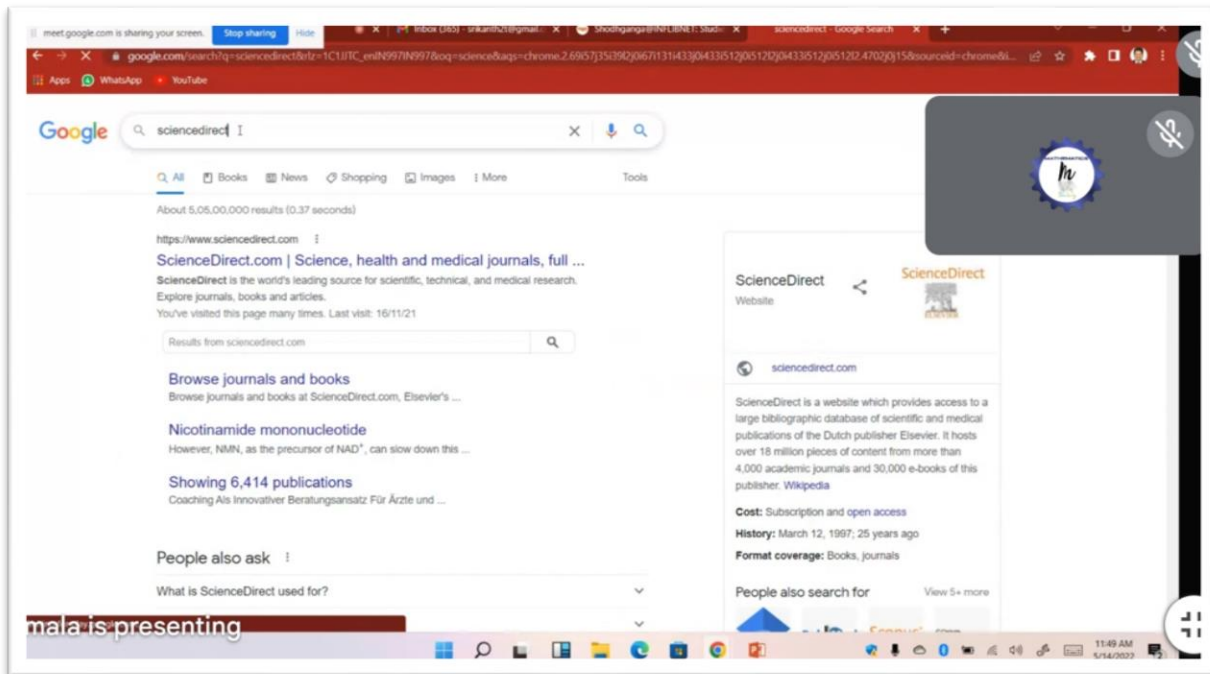 meet.google.com is sharing your screen. Stop sharing Hide
Inbox (365) - srikanth2t@gmail.c
Shodhganga@INFLIBNET: Stude
sciencedirect - Google Search
Apps WhatsApp YouTube
Google
sciencedirect
All Books News Shopping Images More Tools
About 5,05,00,000 results (0.37 seconds)
https://www.sciencedirect.com
ScienceDirect.com | Science, health and medical journals, full ...
ScienceDirect is the world's leading source for scientific, technical, and medical research.
Explore journals, books and articles.
You've visited this page many times. Last visit: 16/11/21
Results from sciencedirect.com
Browse journals and books
Browse journals and books at ScienceDirect.com, Elsevier's ...
Nicotinamide mononucleotide
However, NMN, as the precursor of NAD⁺, can slow down this ...
Showing 6,414 publications
Coaching Als Innovativer Beratungsansatz Für Ärzte und ...
People also ask
What is ScienceDirect used for?
ScienceDirect
Website
ScienceDirect
ELSEVIER
sciencedirect.com
ScienceDirect is a website which provides access to a
large bibliographic database of scientific and medical
publications of the Dutch publisher Elsevier. It hosts
over 18 million pieces of content from more than
4,000 academic journals and 30,000 e-books of this
publisher. Wikipedia
Cost: Subscription and open access
History: March 12, 1997; 25 years ago
Format coverage: Books, journals
People also search for View 5+ more
mala is presenting
11:49 AM
5/14/2022